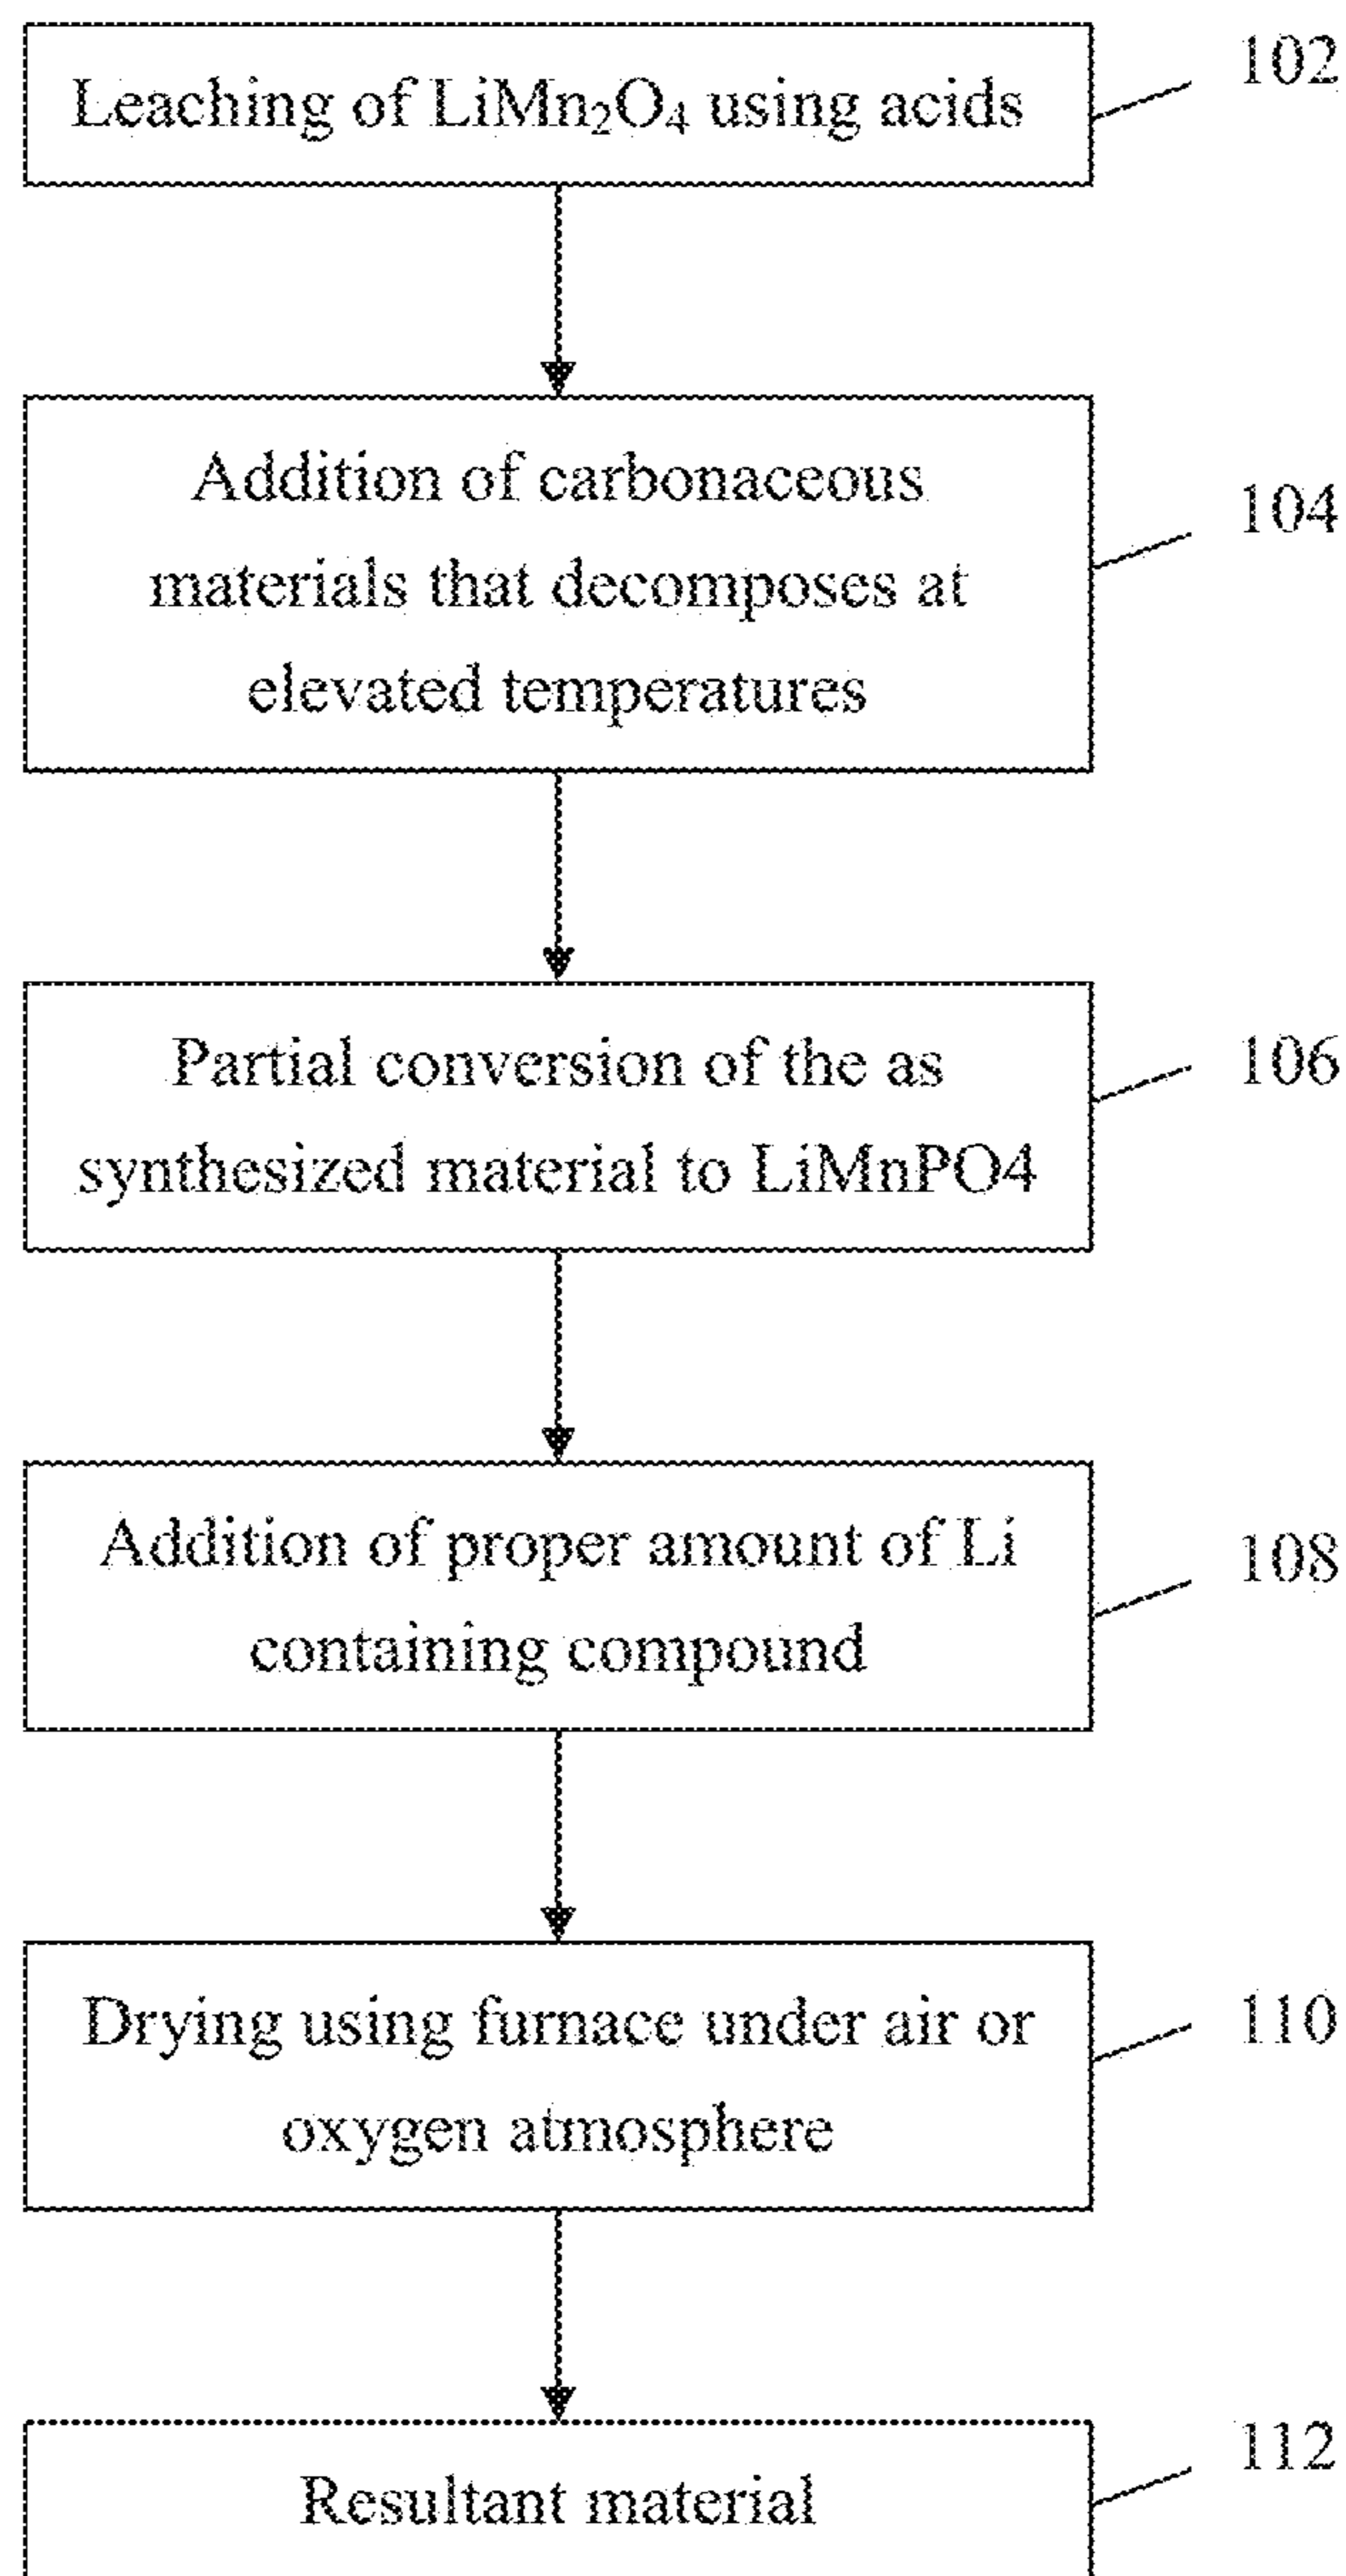 Leaching of LiMn₂O₄ using acids
102
Addition of carbonaceous
materials that decomposes at
elevated temperatures
104
Partial conversion of the as
synthesized material to LiMnPO4
106
Addition of proper amount of Li
containing compound
108
Drying using furnace under air or
oxygen atmosphere
110
Resultant material
112